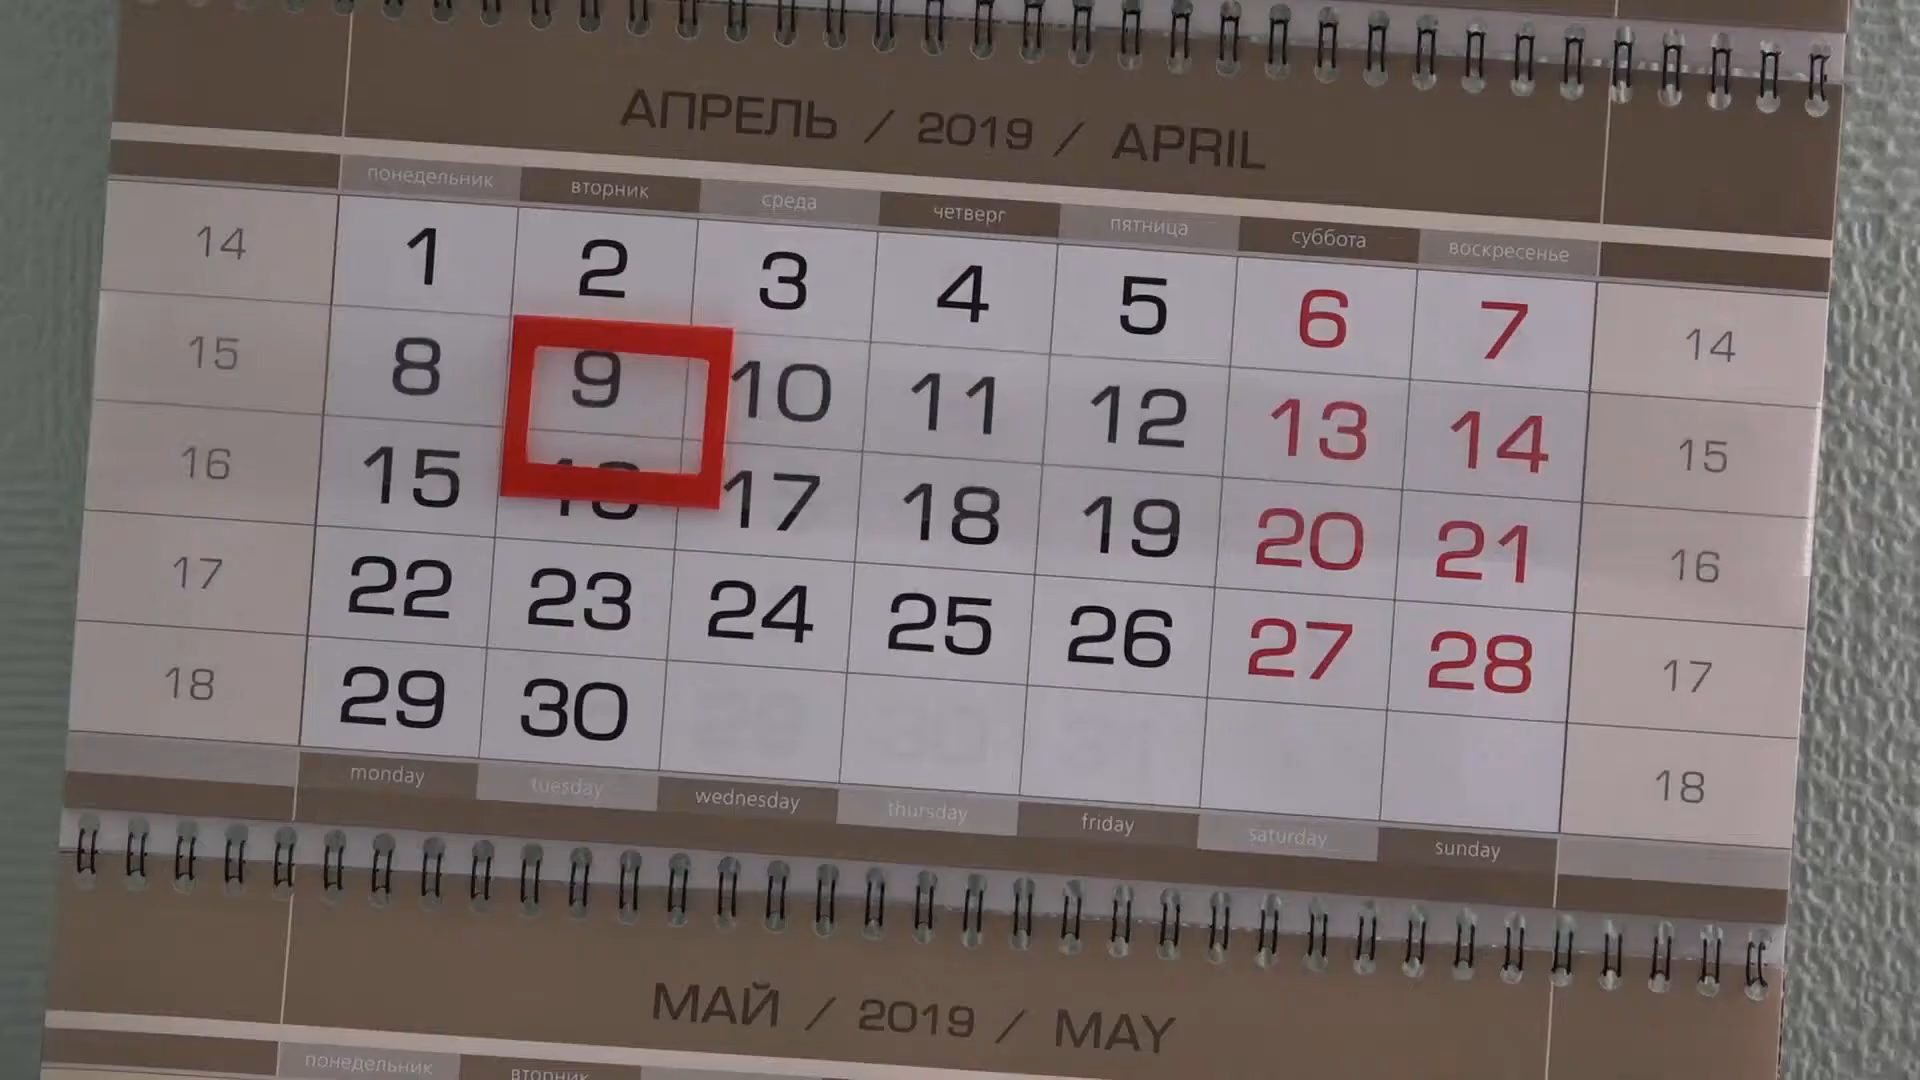 АПРЕЛЬ / 2019 / APRIL
понедельник вторник среда четверг пятница суббота воскресенье
14 1 2 3 4 5 6 7 14
15 8 9 10 11 12 13 14 15
16 15 16 17 18 19 20 21 16
17 22 23 24 25 26 27 28 17
18 29 30 18
monday tuesday wednesday thursday friday saturday sunday
МАЙ / 2019 / MAY
понедельник вторник